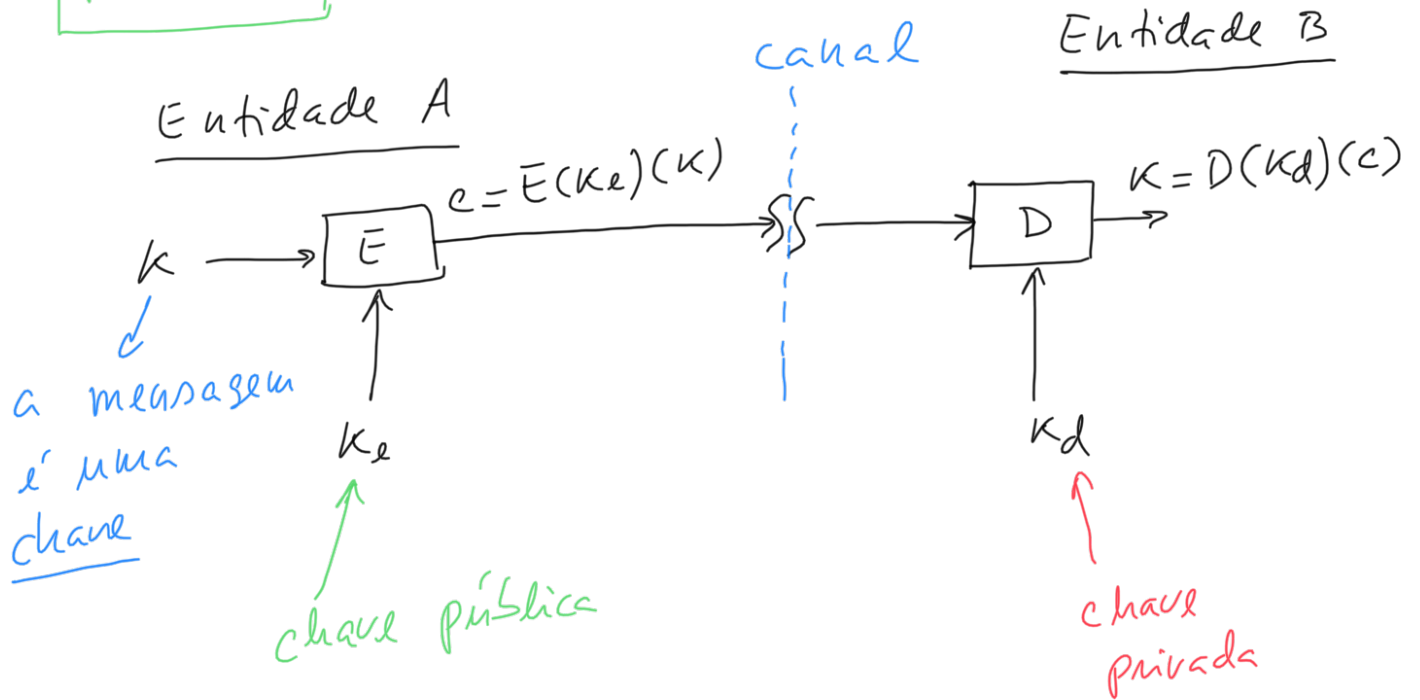 canal
Entidade B
Entidade A
c = E(Ke)(K)
K = D(Kd)(c)
K
E
D
a mensagem
é uma
chave
Ke
Kd
chave pública
chave
privada